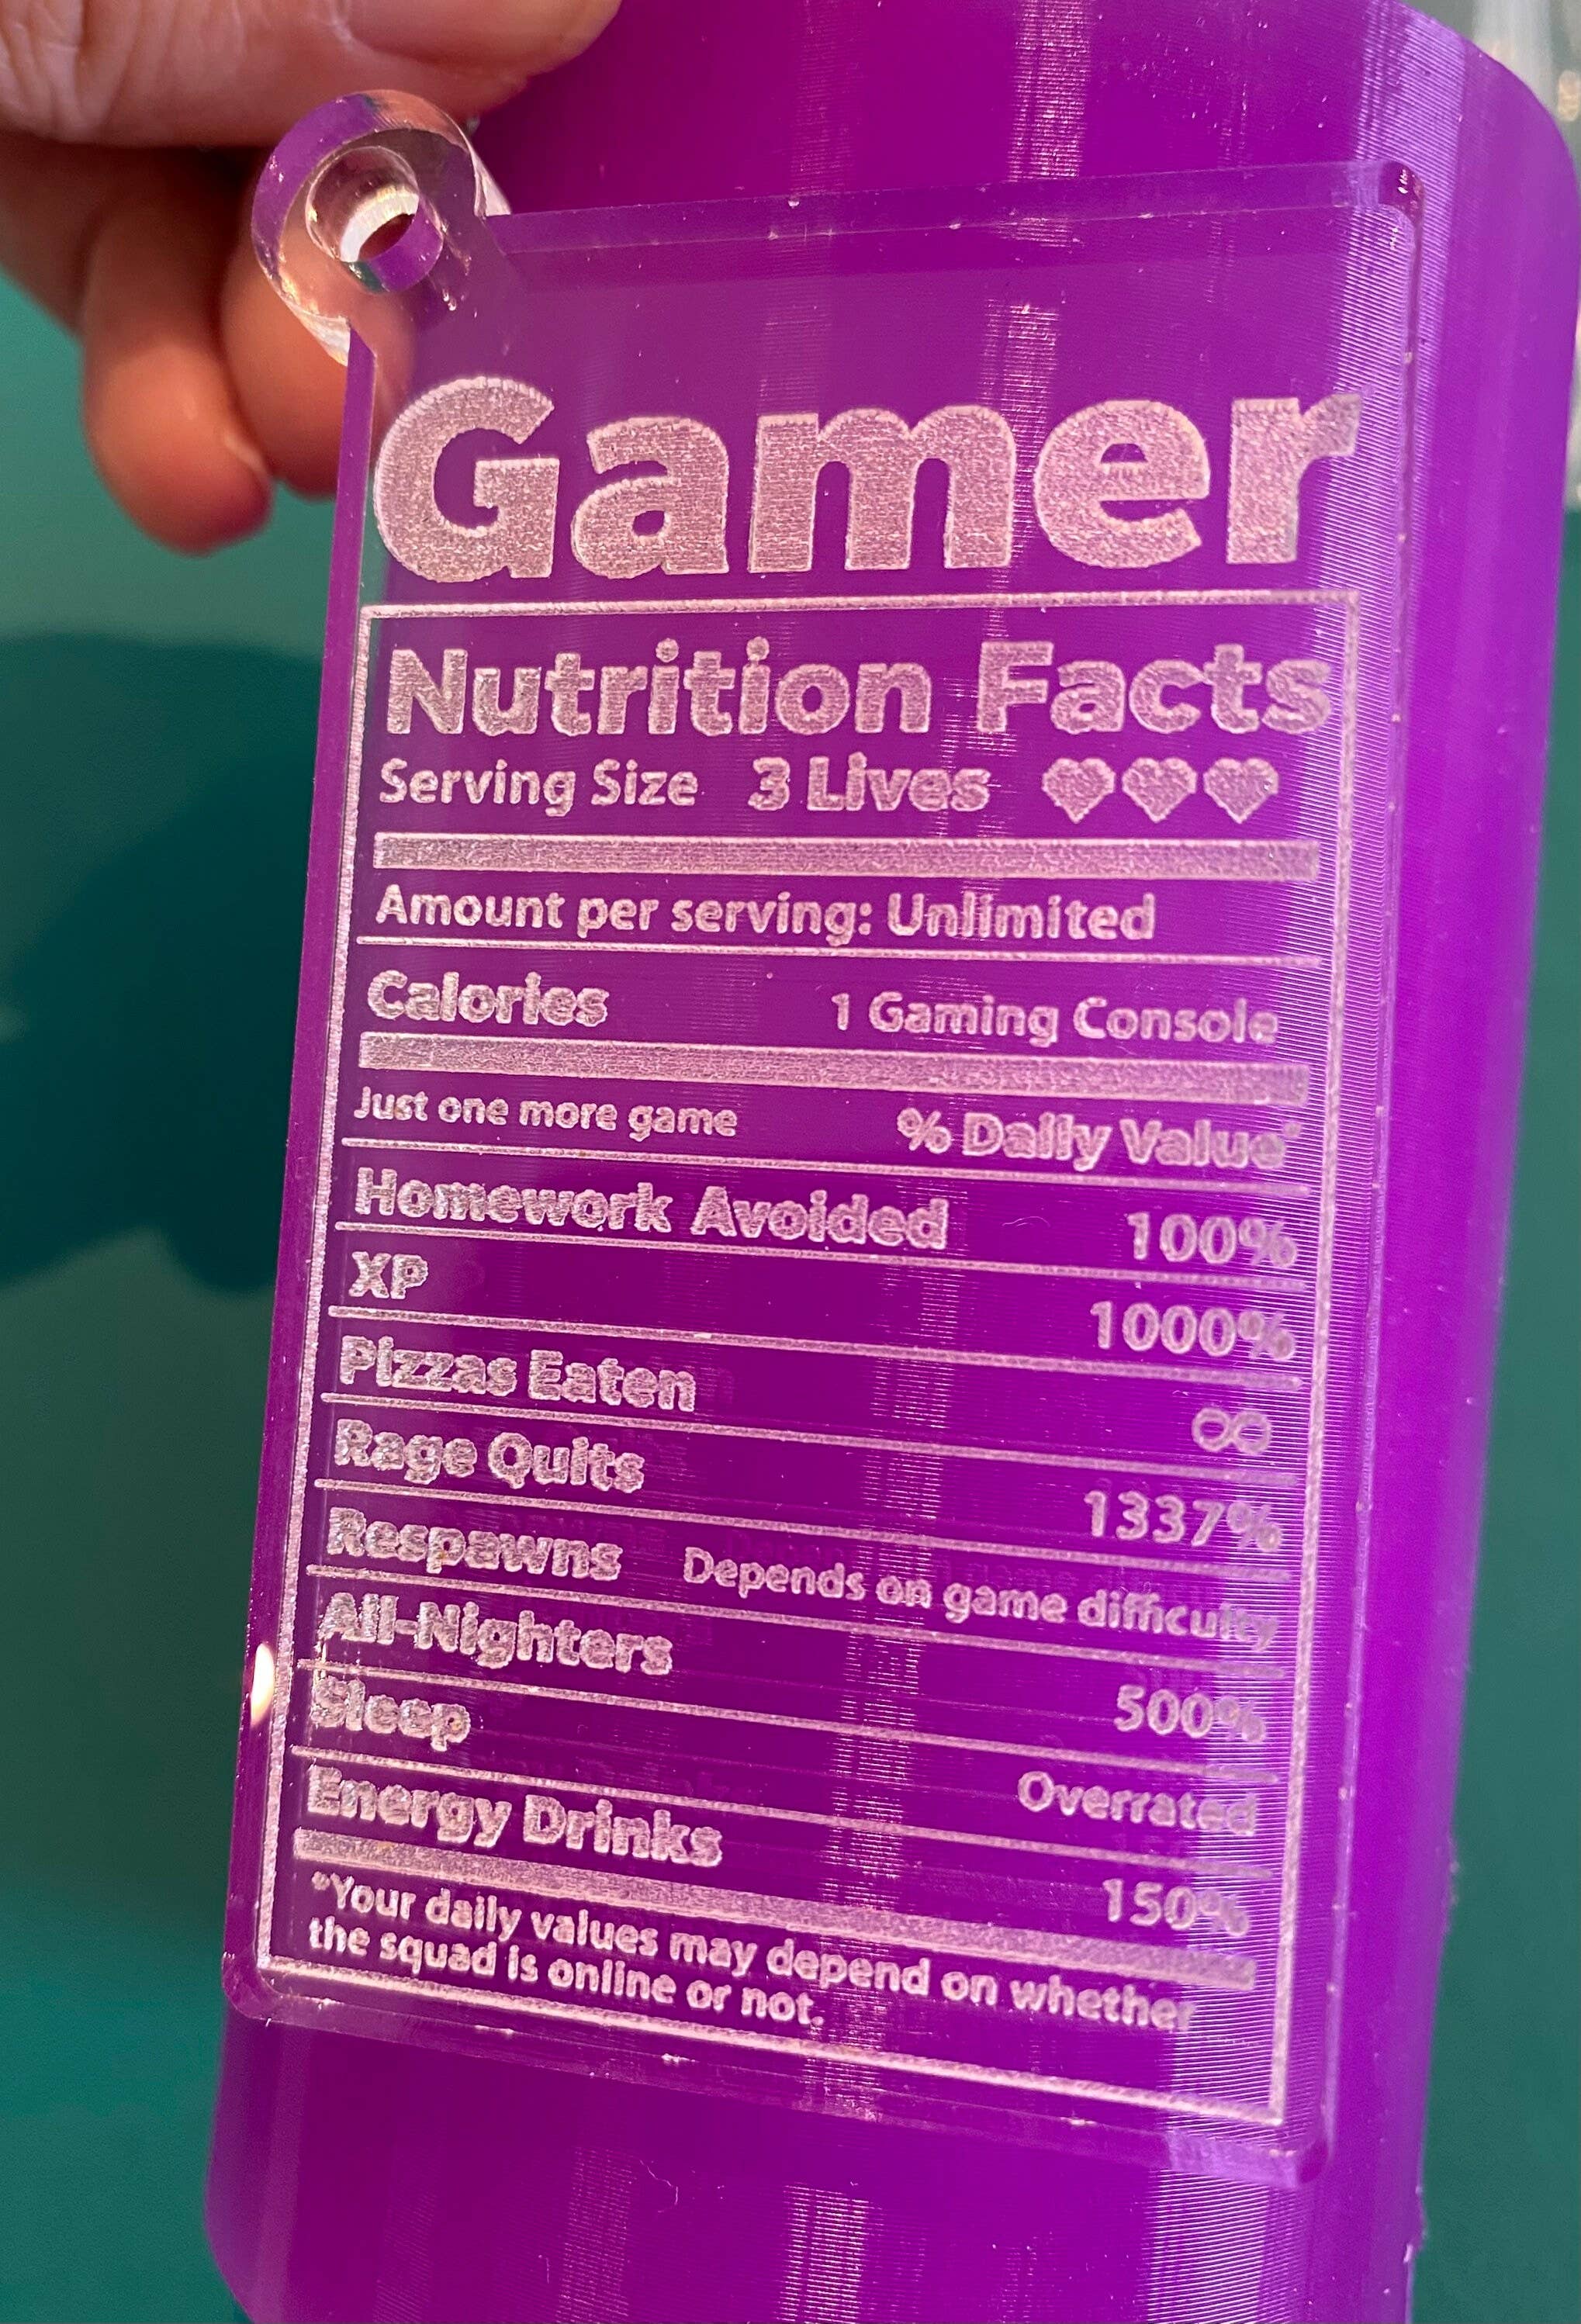 Gamer
Nutrition Facts
Serving Size 3 Lives ♥♥♥
Amount per serving: Unlimited
Calories 1 Gaming Console
Just one more game % Daily Value*
Homework Avoided 100%
XP 1000%
Pizzas Eaten ∞
Rage Quits 1337%
Respawns Depends on game difficulty
All-Nighters 500%
Sleep Overrated
Energy Drinks 150%
*Your daily values may depend on whether
the squad is online or not.